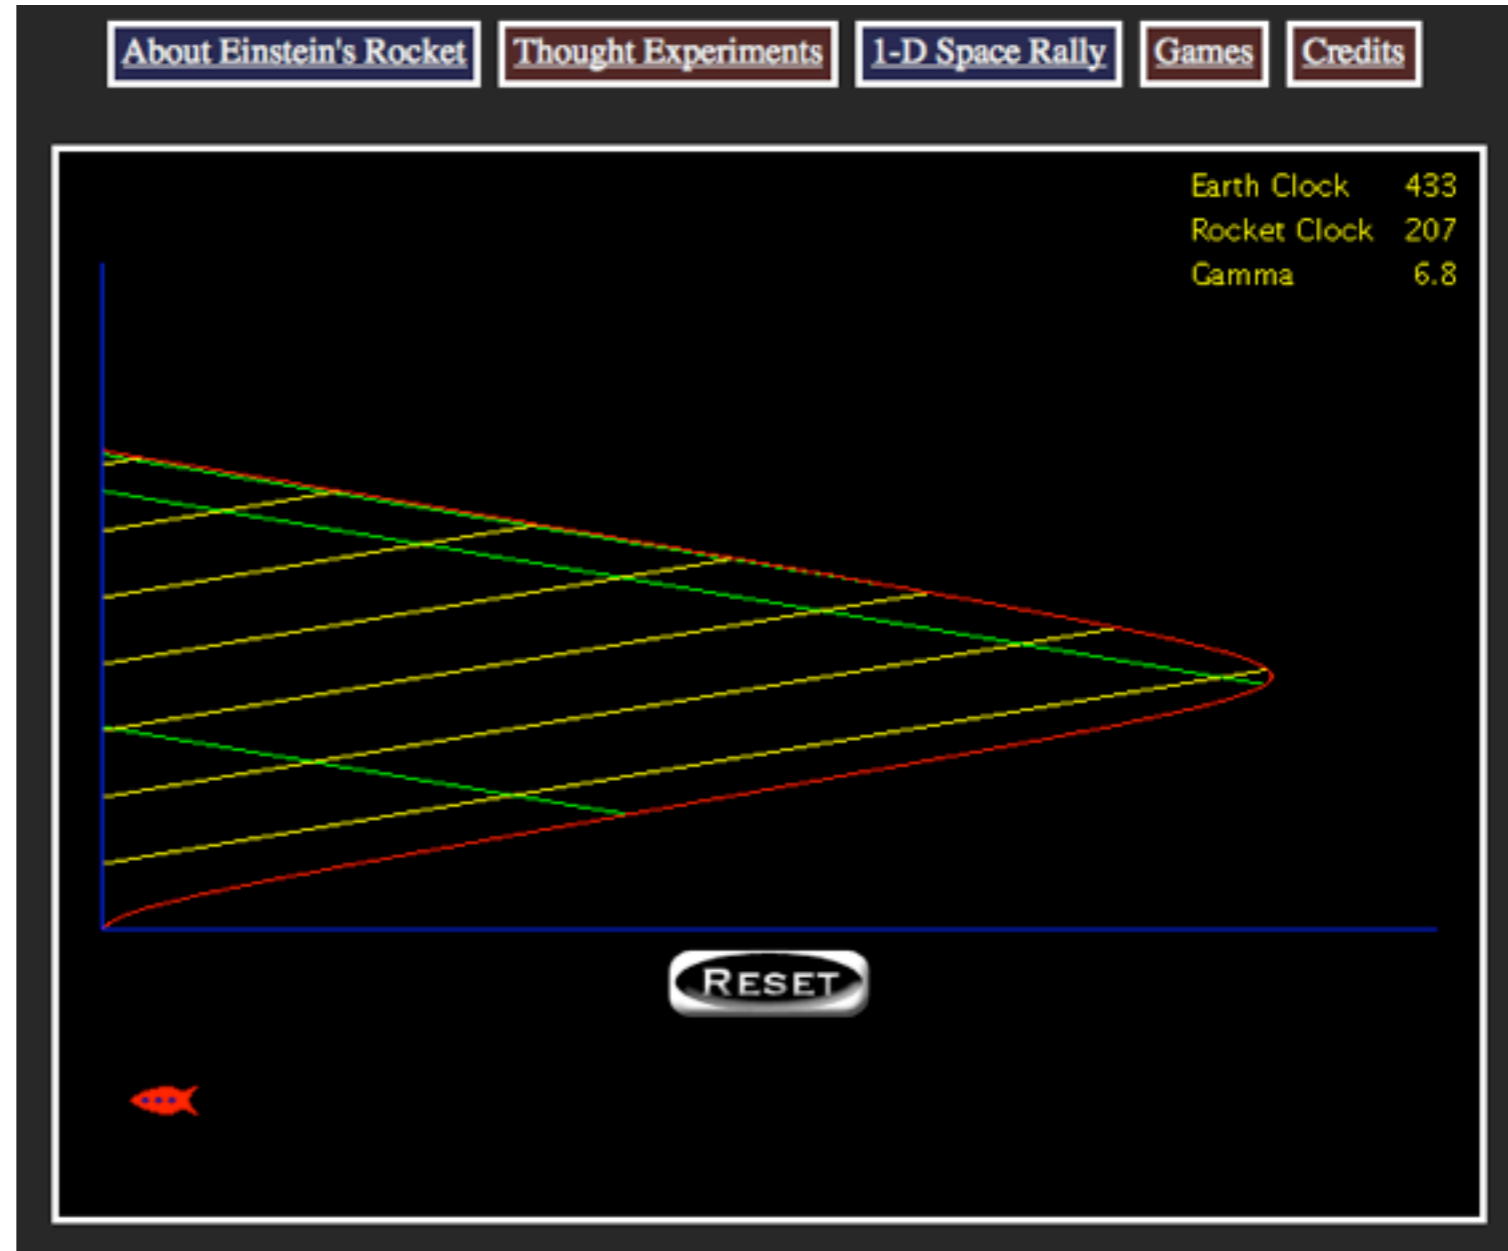 About Einstein's Rocket Thought Experiments 1-D Space Rally Games Credits
Earth Clock 433
Rocket Clock 207
Gamma 6.8
RESET